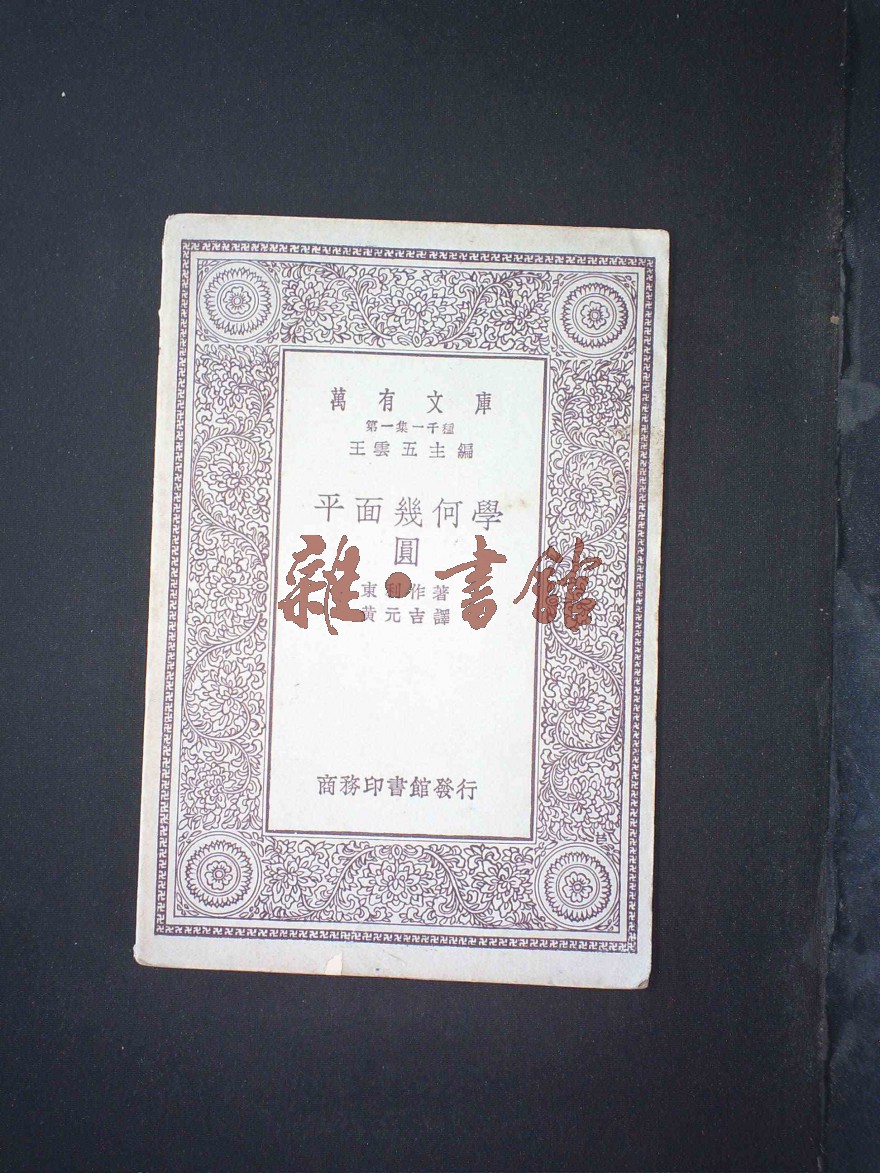 萬有文庫
第一集一千種
王雲五主編
平面幾何學
圓
東利作著
黃元吉譯
雜·書館
商務印書館發行